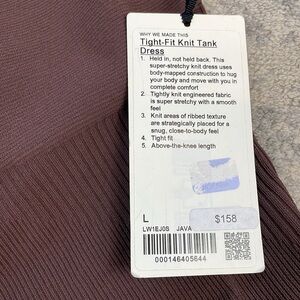 WHY WE MADE THIS
Tight-Fit Knit Tank
Dress
1. Held in, not held back. This
super-stretchy knit dress uses
body-mapped construction to hug
your body and move with you in
complete comfort
2. Tightly knit engineered fabric
is super stretchy with a smooth
feel
3. Knit areas of ribbed texture
are strategically placed for a
snug, close-to-body feel
4. Tight fit
5. Above-the-knee length
L
$158
LW1EJ0S JAVA
000146405644